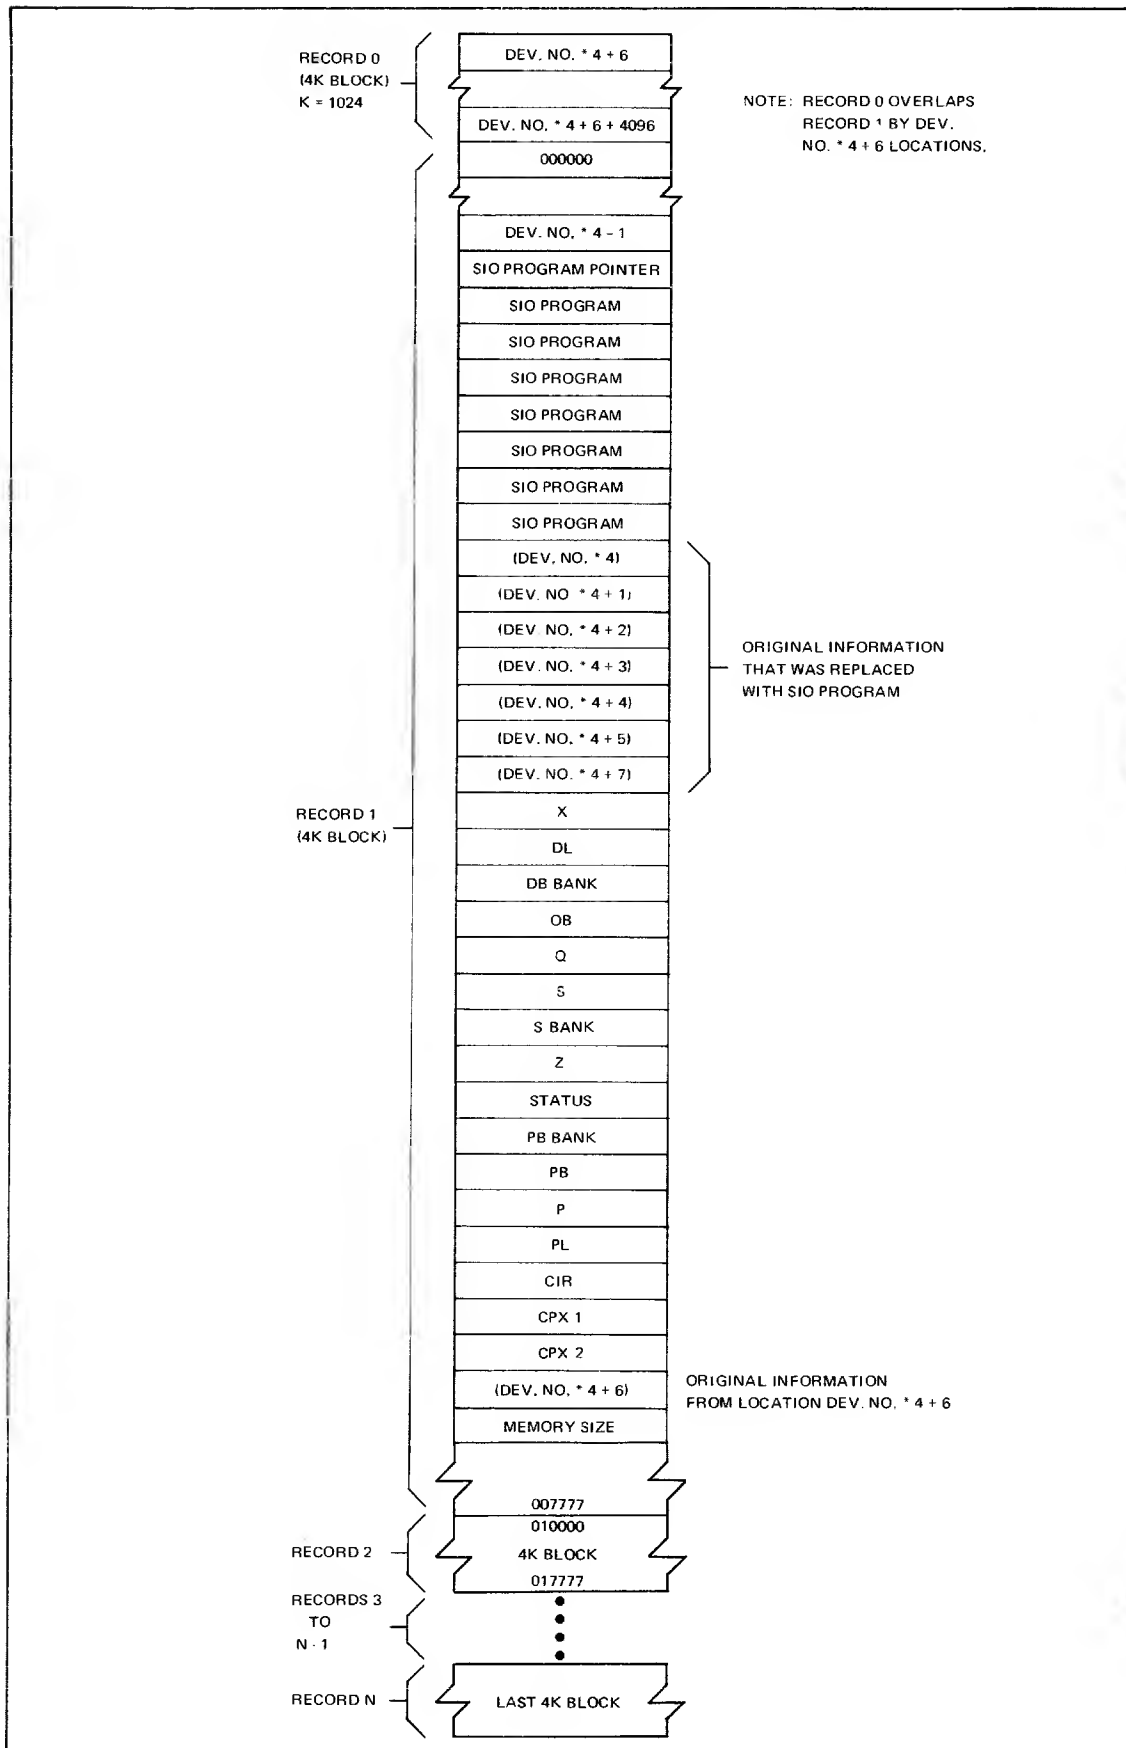 RECORD 0
(4K BLOCK)
K = 1024
DEV. NO. * 4 + 6
DEV. NO. * 4 + 6 + 4096
NOTE: RECORD 0 OVERLAPS
RECORD 1 BY DEV.
NO. * 4 + 6 LOCATIONS.
RECORD 1
(4K BLOCK)
000000
DEV. NO. * 4 - 1
SIO PROGRAM POINTER
SIO PROGRAM
SIO PROGRAM
SIO PROGRAM
SIO PROGRAM
SIO PROGRAM
SIO PROGRAM
SIO PROGRAM
(DEV. NO. * 4)
(DEV. NO * 4 + 1)
(DEV. NO. * 4 + 2)
(DEV. NO. * 4 + 3)
(DEV. NO. * 4 + 4)
(DEV. NO. * 4 + 5)
(DEV. NO. * 4 + 7)
ORIGINAL INFORMATION
THAT WAS REPLACED
WITH SIO PROGRAM
X
DL
DB BANK
OB
Q
S
S BANK
Z
STATUS
PB BANK
PB
P
PL
CIR
CPX 1
CPX 2
(DEV. NO. * 4 + 6)
ORIGINAL INFORMATION
FROM LOCATION DEV. NO. * 4 + 6
MEMORY SIZE
007777
RECORD 2
010000
4K BLOCK
017777
RECORDS 3
TO
N - 1
RECORD N
LAST 4K BLOCK